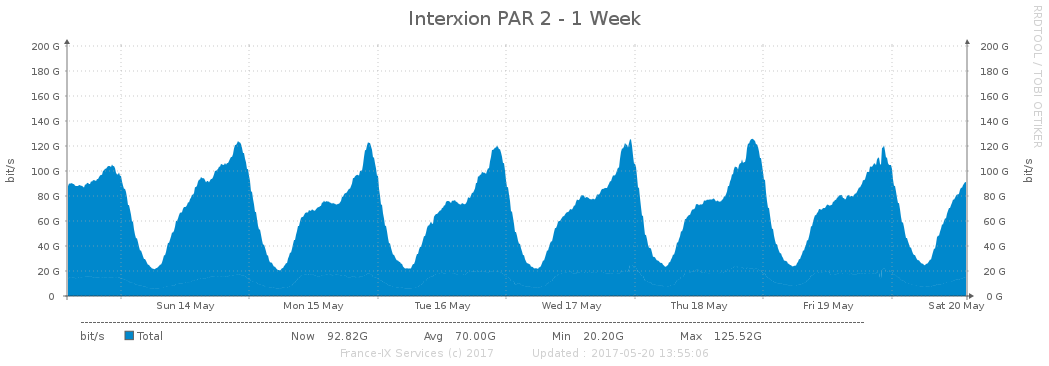 Interxion PAR 2 - 1 Week
RRDTOOL / TOBI OETIKER
200 G 200 G
180 G 180 G
160 G 160 G
140 G 140 G
120 G 120 G
100 G 100 G
80 G 80 G
60 G 60 G
40 G 40 G
20 G 20 G
0 0 G
bit/s bit/s
Sun 14 May Mon 15 May Tue 16 May Wed 17 May Thu 18 May Fri 19 May Sat 20 May
bit/s Total Now 92.82G Avg 70.00G Min 20.20G Max 125.52G
France-IX Services (c) 2017 Updated : 2017-05-20 13:55:06